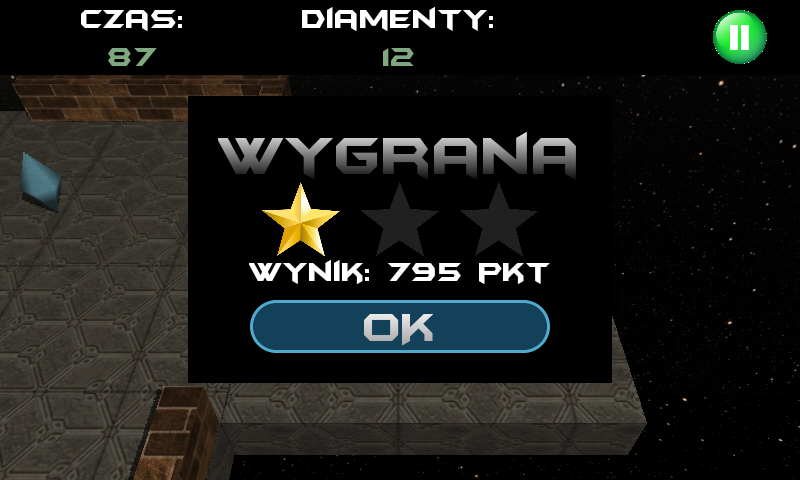 CZAS: DIAMENTY:
87 12
WYGRANA
WYNIK: 795 PKT
OK